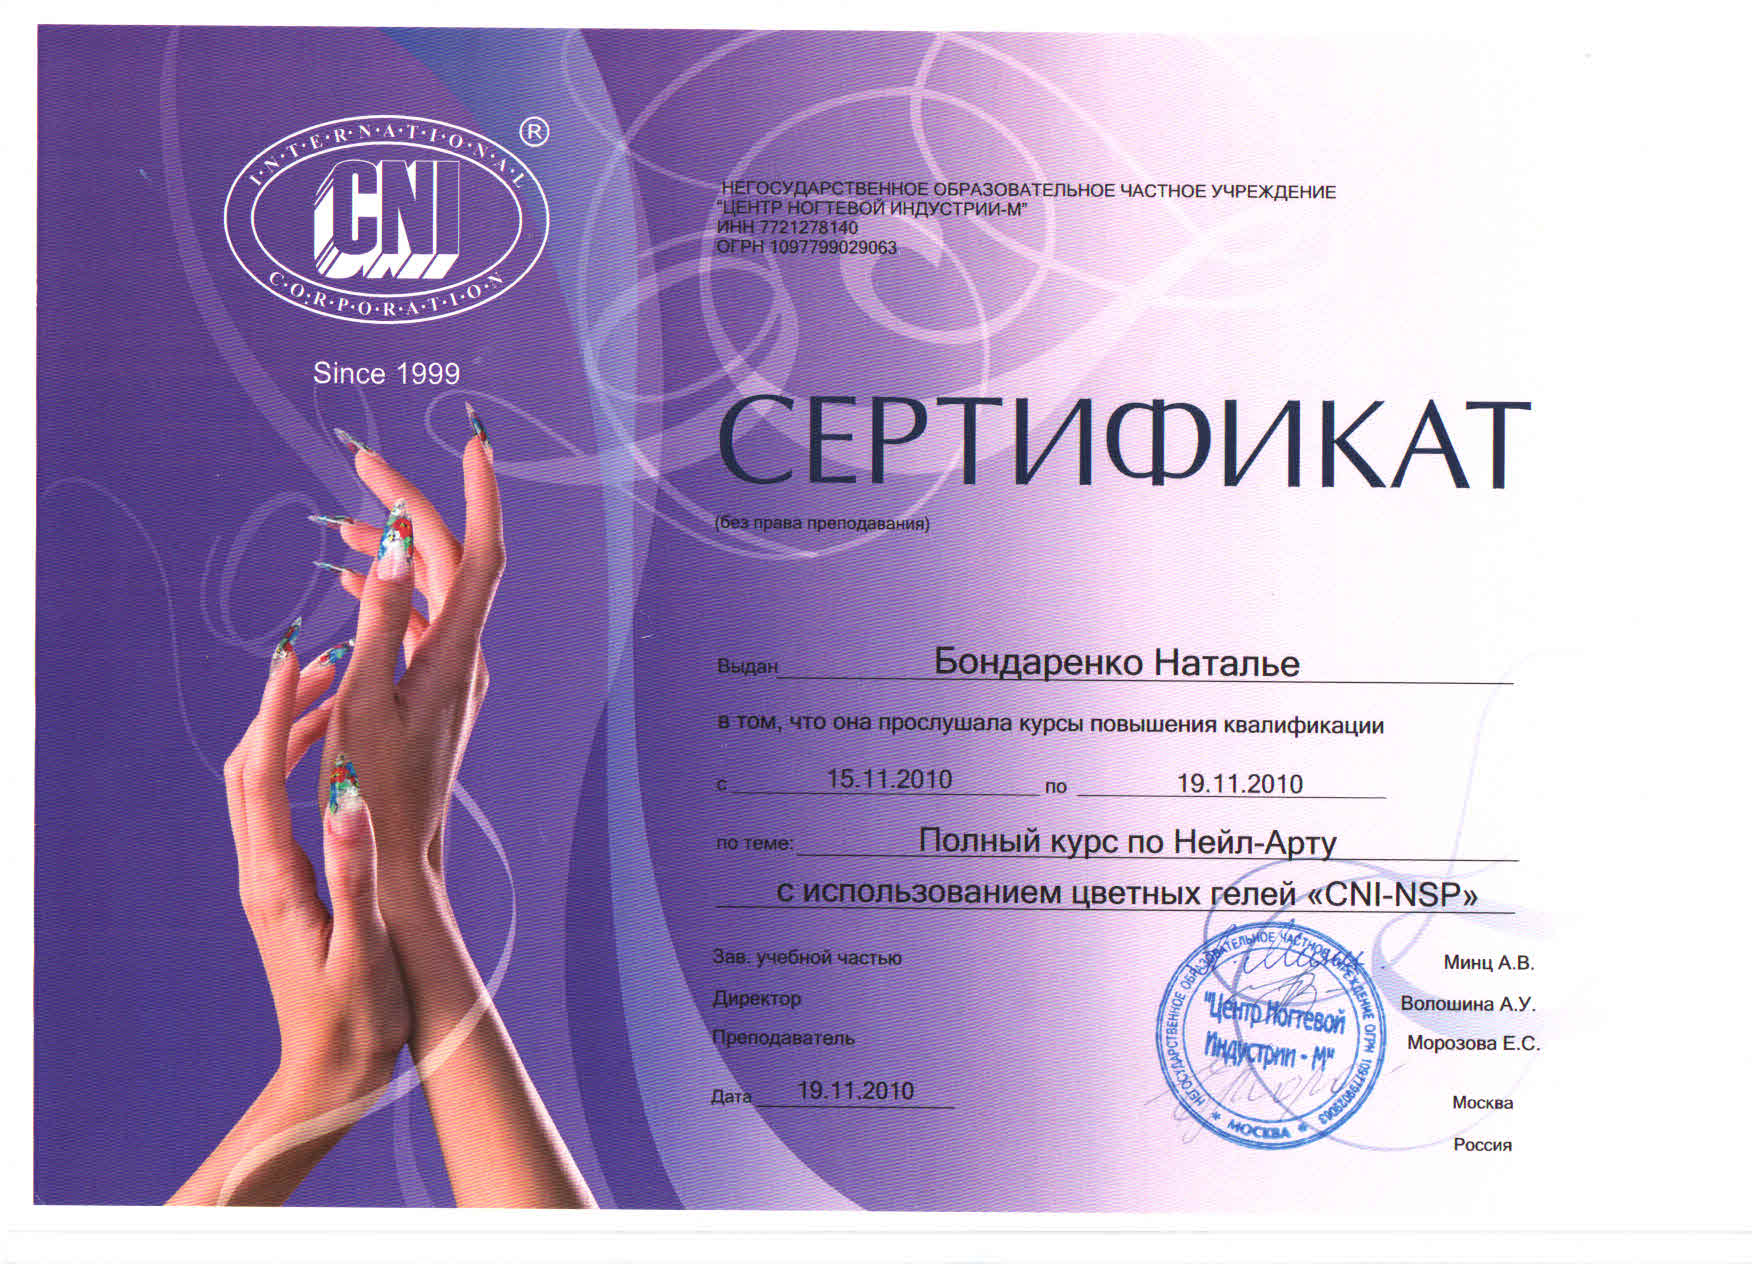 I·N·T·E·R·N·A·T·I·O·N·A·L
®
CNI
C·O·R·P·O·R·A·T·I·O·N
Since 1999
НЕГОСУДАРСТВЕННОЕ ОБРАЗОВАТЕЛЬНОЕ ЧАСТНОЕ УЧРЕЖДЕНИЕ
"ЦЕНТР НОГТЕВОЙ ИНДУСТРИИ-М"
ИНН 7721278140
ОГРН 1097799029063
СЕРТИФИКАТ
(без права преподавания)
Выдан Бондаренко Наталье
в том, что она прослушала курсы повышения квалификации
с 15.11.2010 по 19.11.2010
по теме: Полный курс по Нейл-Арту
с использованием цветных гелей «CNI-NSP»
Зав. учебной частью Минц А.В.
Директор Волошина А.У.
Преподаватель Морозова Е.С.
Дата 19.11.2010
Москва
Россия
НЕГОСУДАРСТВЕННОЕ ОБРАЗОВАТЕЛЬНОЕ ЧАСТНОЕ УЧРЕЖДЕНИЕ ОГРН 1097799029063
"Центр Ногтевой
Индустрии - М"
* МОСКВА *